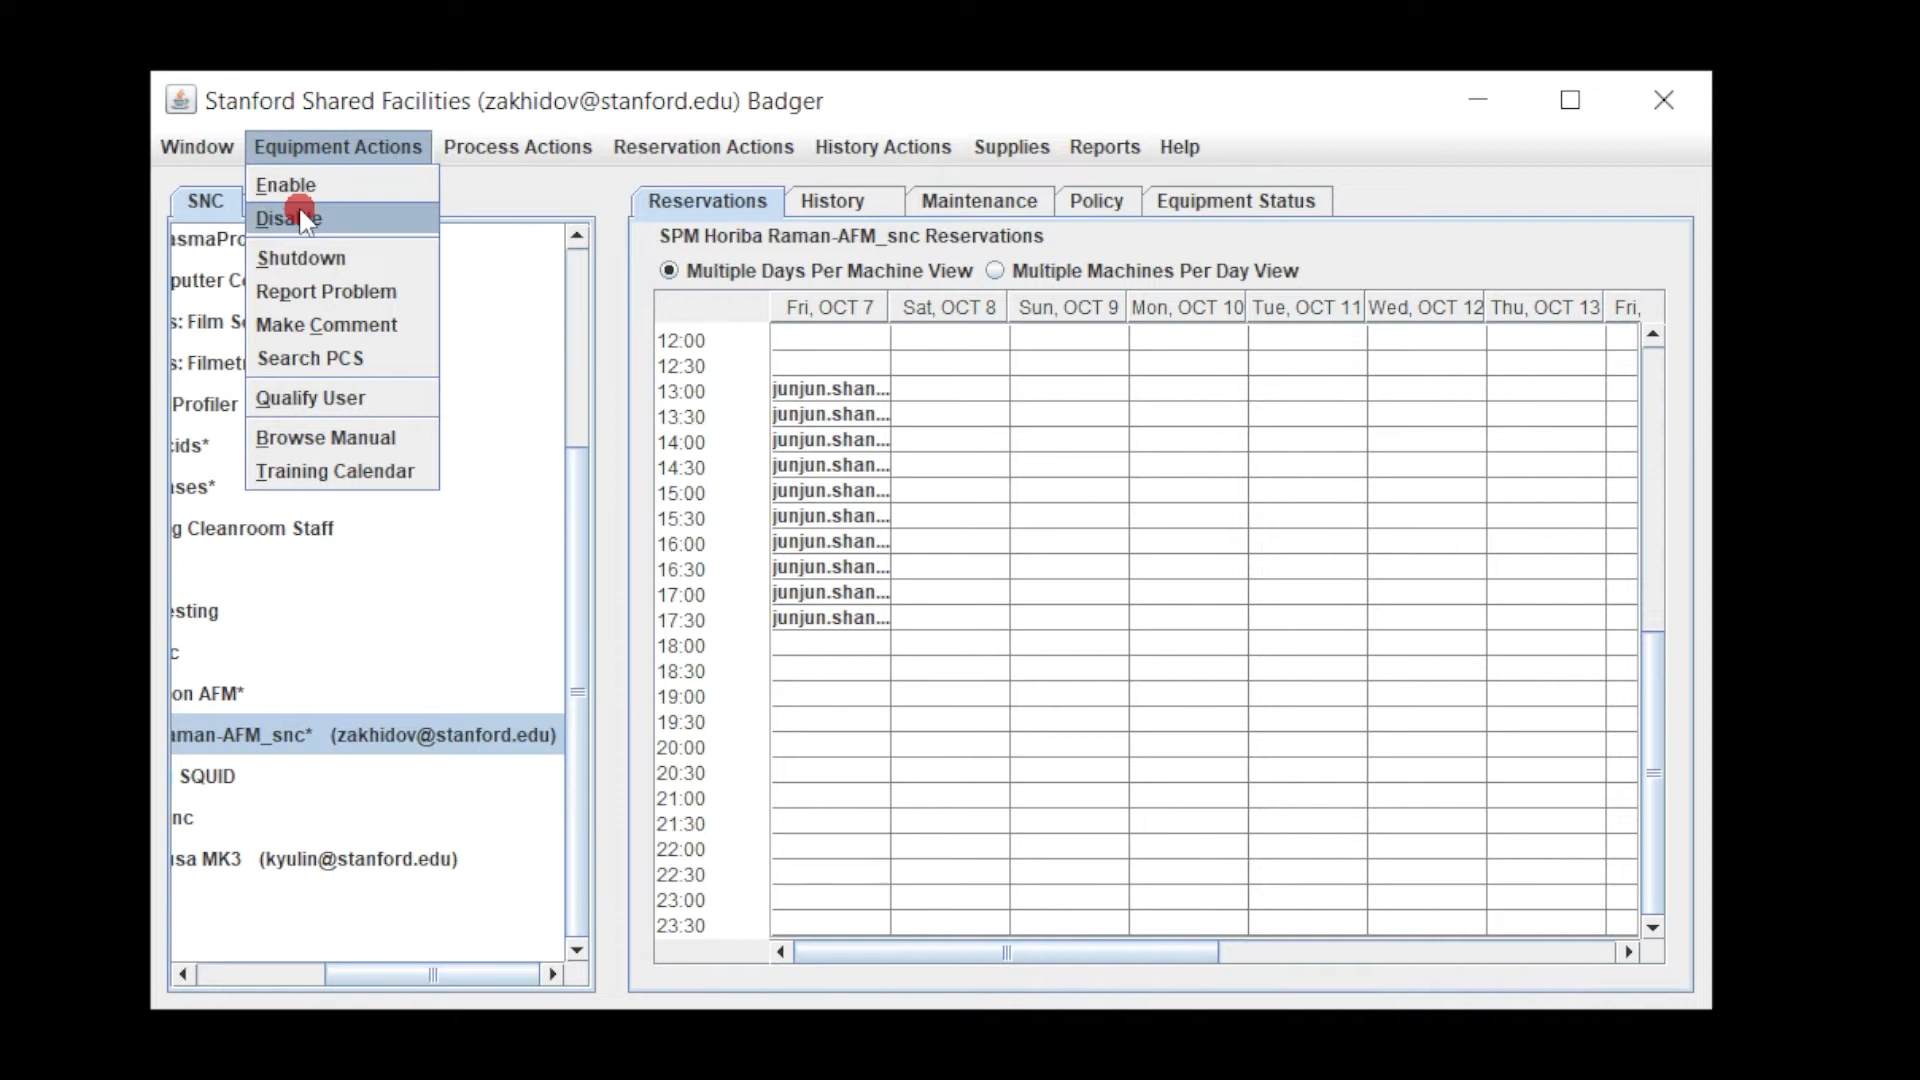 Stanford Shared Facilities (zakhidov@stanford.edu) Badger
Window Equipment Actions Process Actions Reservation Actions History Actions Supplies Reports Help
Enable
Disable
Shutdown
Report Problem
Make Comment
Search PCS
Qualify User
Browse Manual
Training Calendar
SNC
asmaPro
putter Co
s: Film Se
s: Filmetr
Profiler
cids*
ases*
g Cleanroom Staff
esting
c
on AFM*
aman-AFM_snc* (zakhidov@stanford.edu)
SQUID
nc
usa MK3 (kyulin@stanford.edu)
Reservations History Maintenance Policy Equipment Status
SPM Horiba Raman-AFM_snc Reservations
Multiple Days Per Machine View Multiple Machines Per Day View
Fri, OCT 7 Sat, OCT 8 Sun, OCT 9 Mon, OCT 10 Tue, OCT 11 Wed, OCT 12 Thu, OCT 13 Fri,
12:00
12:30
13:00 junjun.shan...
13:30 junjun.shan...
14:00 junjun.shan...
14:30 junjun.shan...
15:00 junjun.shan...
15:30 junjun.shan...
16:00 junjun.shan...
16:30 junjun.shan...
17:00 junjun.shan...
17:30 junjun.shan...
18:00
18:30
19:00
19:30
20:00
20:30
21:00
21:30
22:00
22:30
23:00
23:30